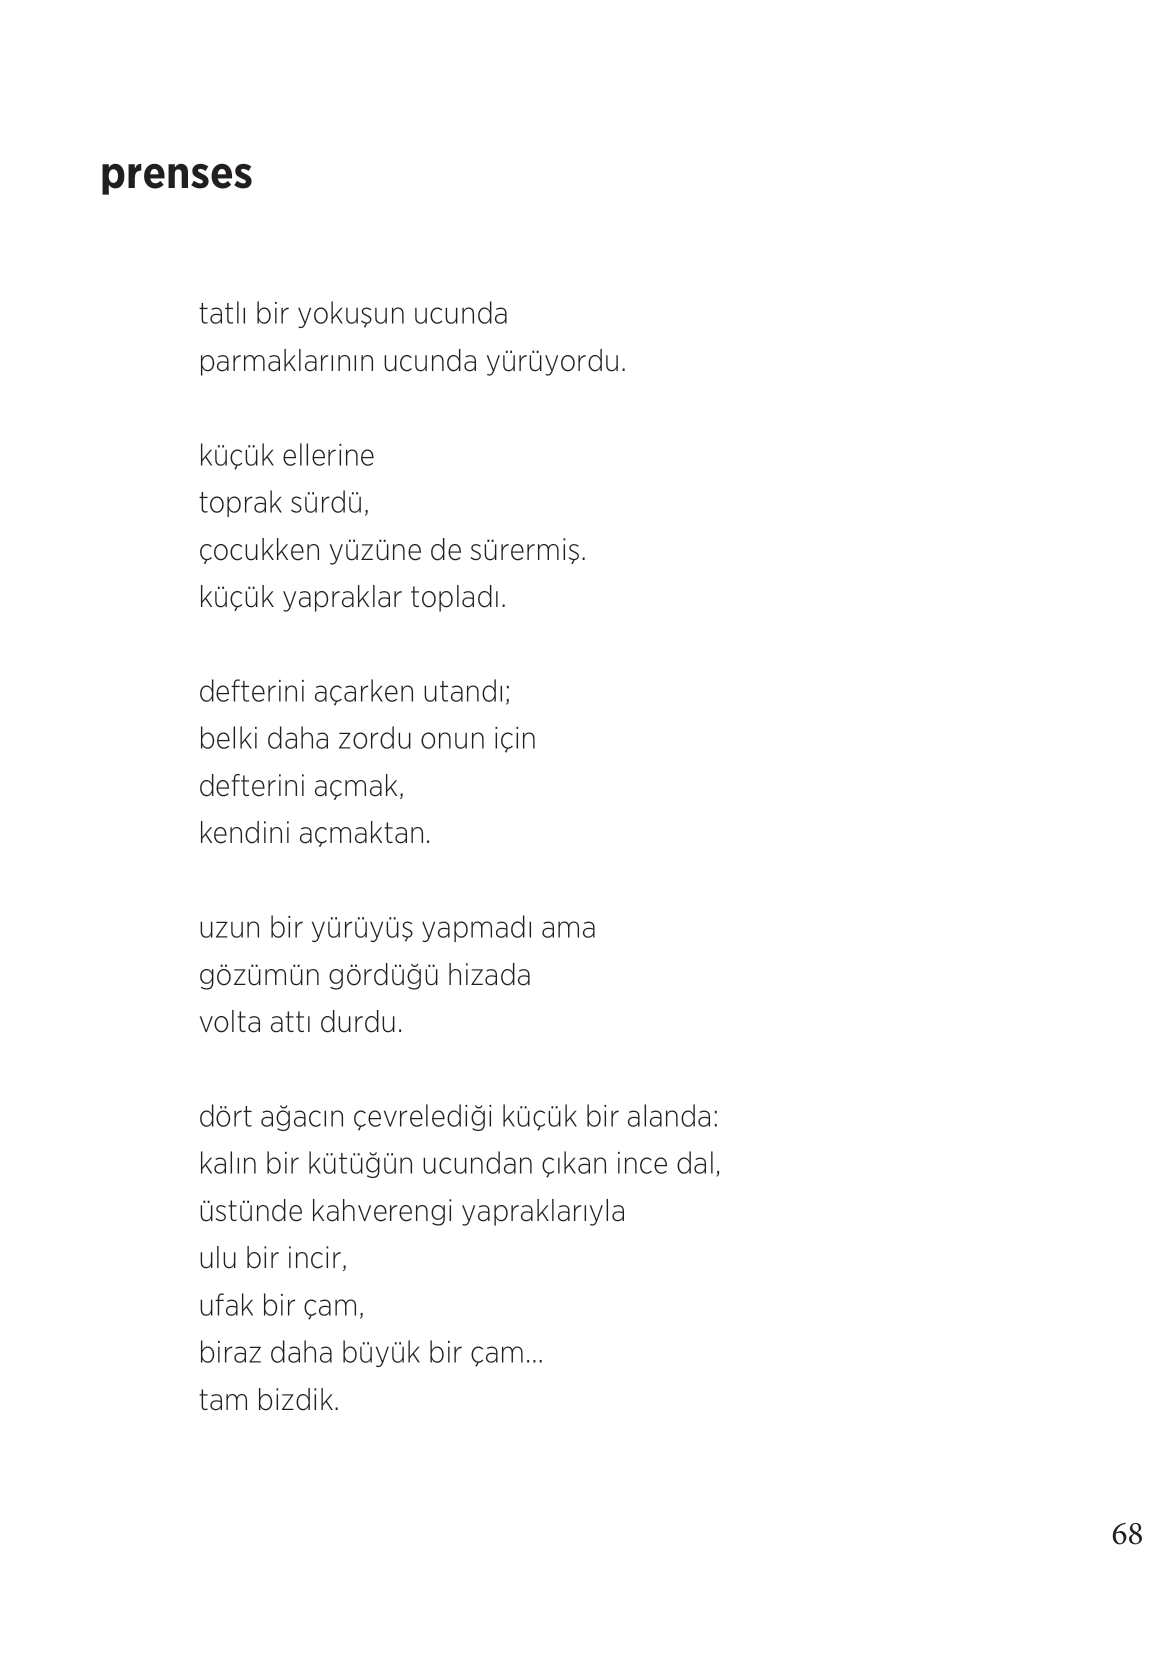 prenses
tatlı bir yokuşun ucunda
parmaklarının ucunda yürüyordu.
küçük ellerine
toprak sürdü,
çocukken yüzüne de sürermiş.
küçük yapraklar topladı.
defterini açarken utandı;
belki daha zordu onun için
defterini açmak,
kendini açmaktan.
uzun bir yürüyüş yapmadı ama
gözümün gördüğü hizada
volta attı durdu.
dört ağacın çevrelediği küçük bir alanda:
kalın bir kütüğün ucundan çıkan ince dal,
üstünde kahverengi yapraklarıyla
ulu bir incir,
ufak bir çam,
biraz daha büyük bir çam...
tam bizdik.
68